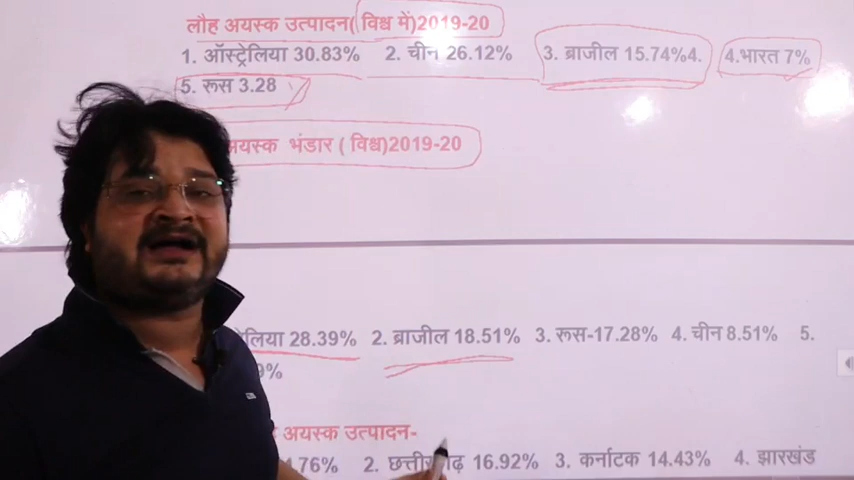 लौह अयस्क उत्पादन( विश्व में)2019-20
1. ऑस्ट्रेलिया 30.83% 2. चीन 26.12% 3. ब्राजील 15.74%4. 4.भारत 7%
5. रूस 3.28
अयस्क भंडार ( विश्व)2019-20
28.39% 2. ब्राजील 18.51% 3. रूस-17.28% 4. चीन 8.51% 5.
अयस्क उत्पादन-
2. छत्तीसगढ़ 16.92% 3. कर्नाटक 14.43% 4. झारखंड